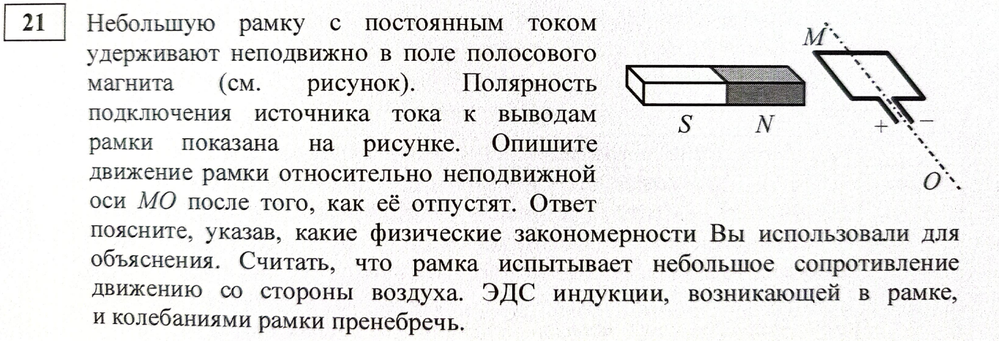 21
Небольшую рамку с постоянным током
удерживают неподвижно в поле полосового
магнита (см. рисунок). Полярность
подключения источника тока к выводам
рамки показана на рисунке. Опишите
движение рамки относительно неподвижной
оси MO после того, как её отпустят. Ответ
поясните, указав, какие физические закономерности Вы использовали для
объяснения. Считать, что рамка испытывает небольшое сопротивление
движению со стороны воздуха. ЭДС индукции, возникающей в рамке,
и колебаниями рамки пренебречь.
M
S N
+ −
O